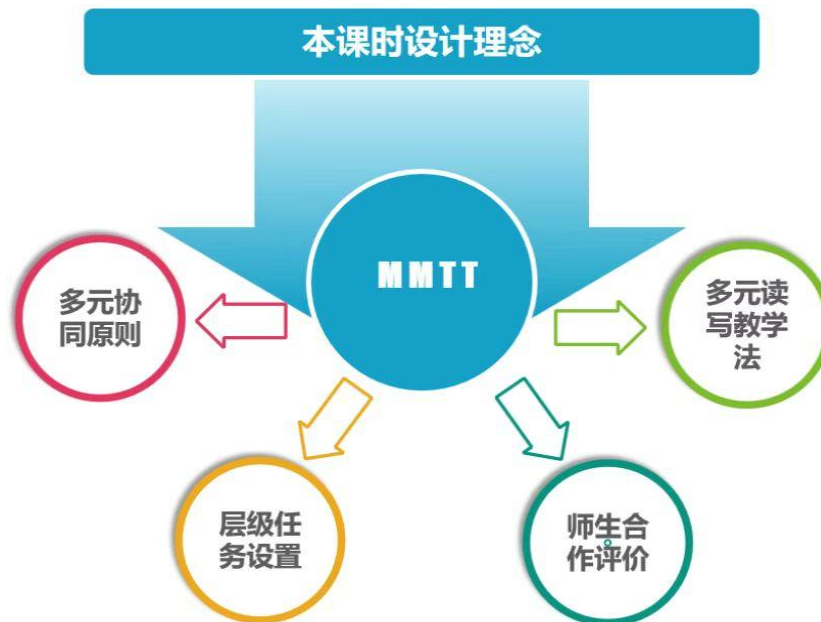 本课时设计理念
MMTT
多元协
同原则
多元读
写教学
法
层级任
务设置
师生合
作评价